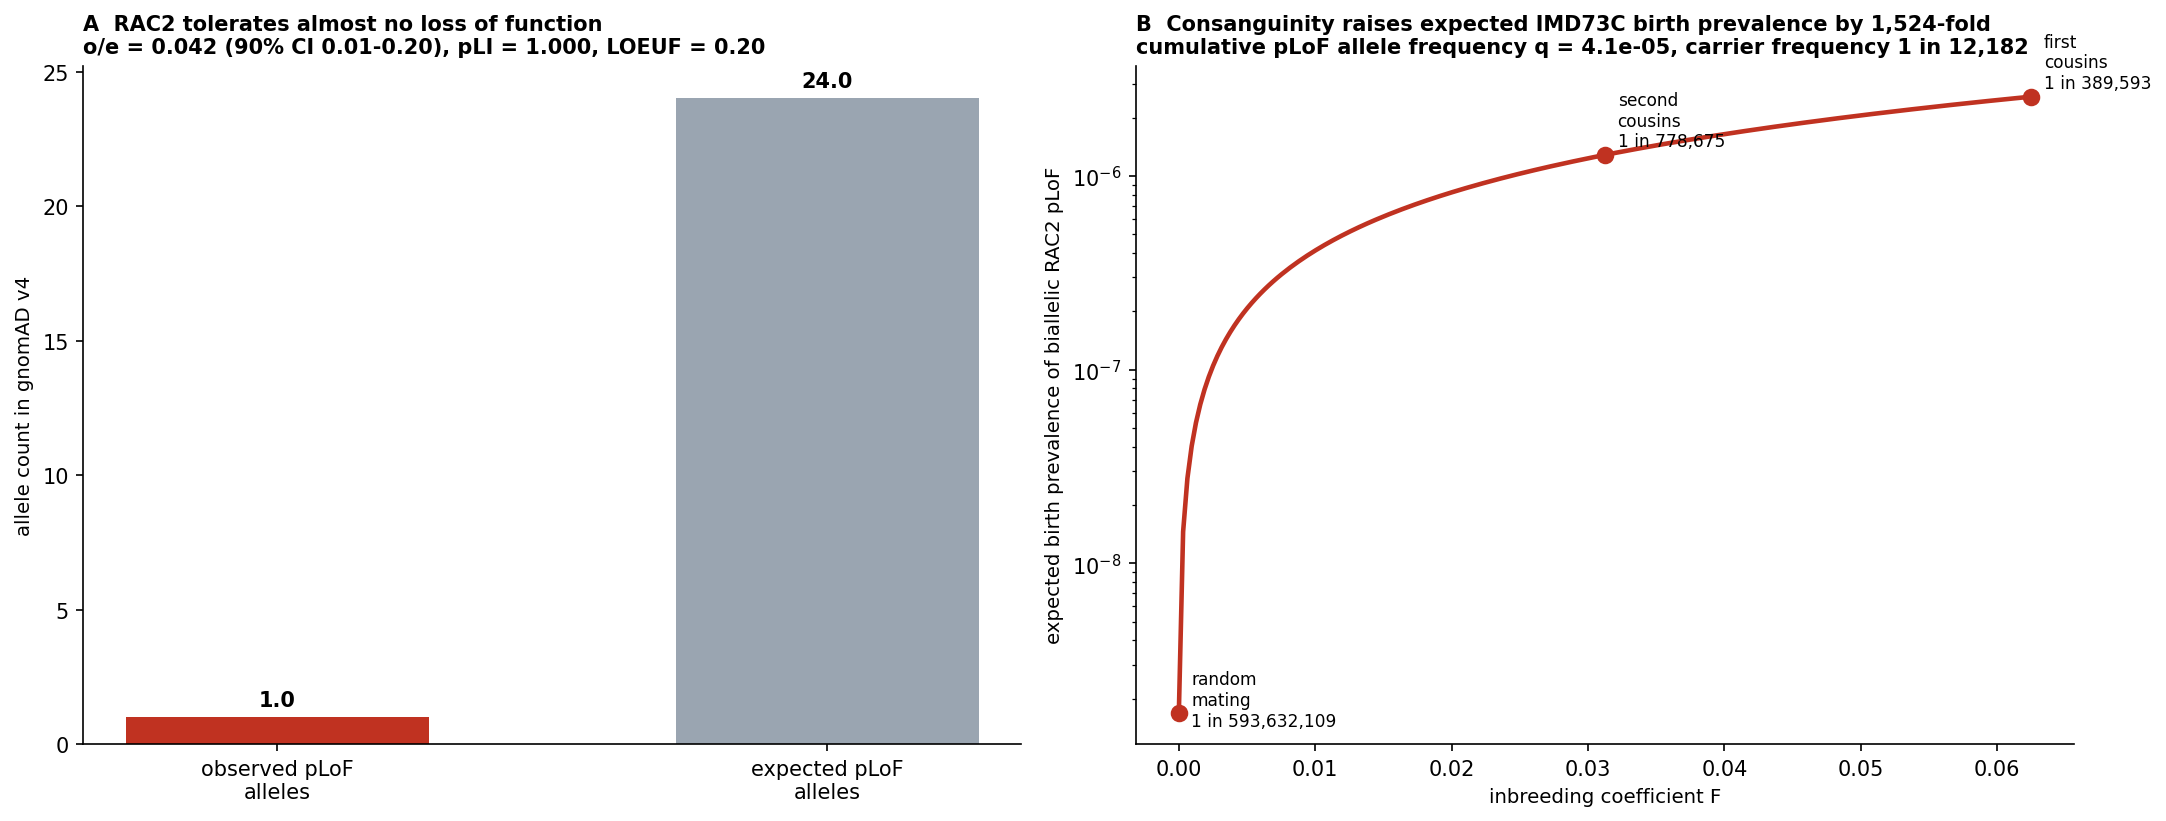 A  RAC2 tolerates almost no loss of function
o/e = 0.042 (90% CI 0.01-0.20), pLI = 1.000, LOEUF = 0.20
allele count in gnomAD v4
25
20
15
10
5
0
1.0
24.0
observed pLoF
alleles
expected pLoF
alleles
B  Consanguinity raises expected IMD73C birth prevalence by 1,524-fold
cumulative pLoF allele frequency q = 4.1e-05, carrier frequency 1 in 12,182
expected birth prevalence of biallelic RAC2 pLoF
10⁻⁶
10⁻⁷
10⁻⁸
first
cousins
1 in 389,593
second
cousins
1 in 778,675
random
mating
1 in 593,632,109
0.00
0.01
0.02
0.03
0.04
0.05
0.06
inbreeding coefficient F